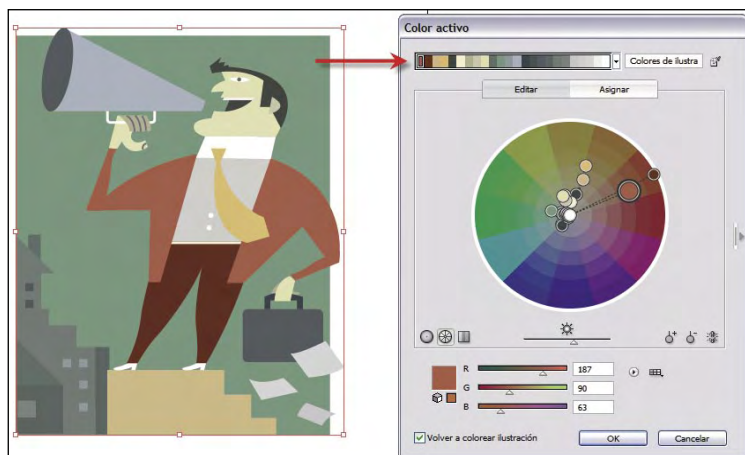 Color activo
Colores de ilustra
Editar Asignar
R 187
G 90
B 63
Volver a colorear ilustración OK Cancelar